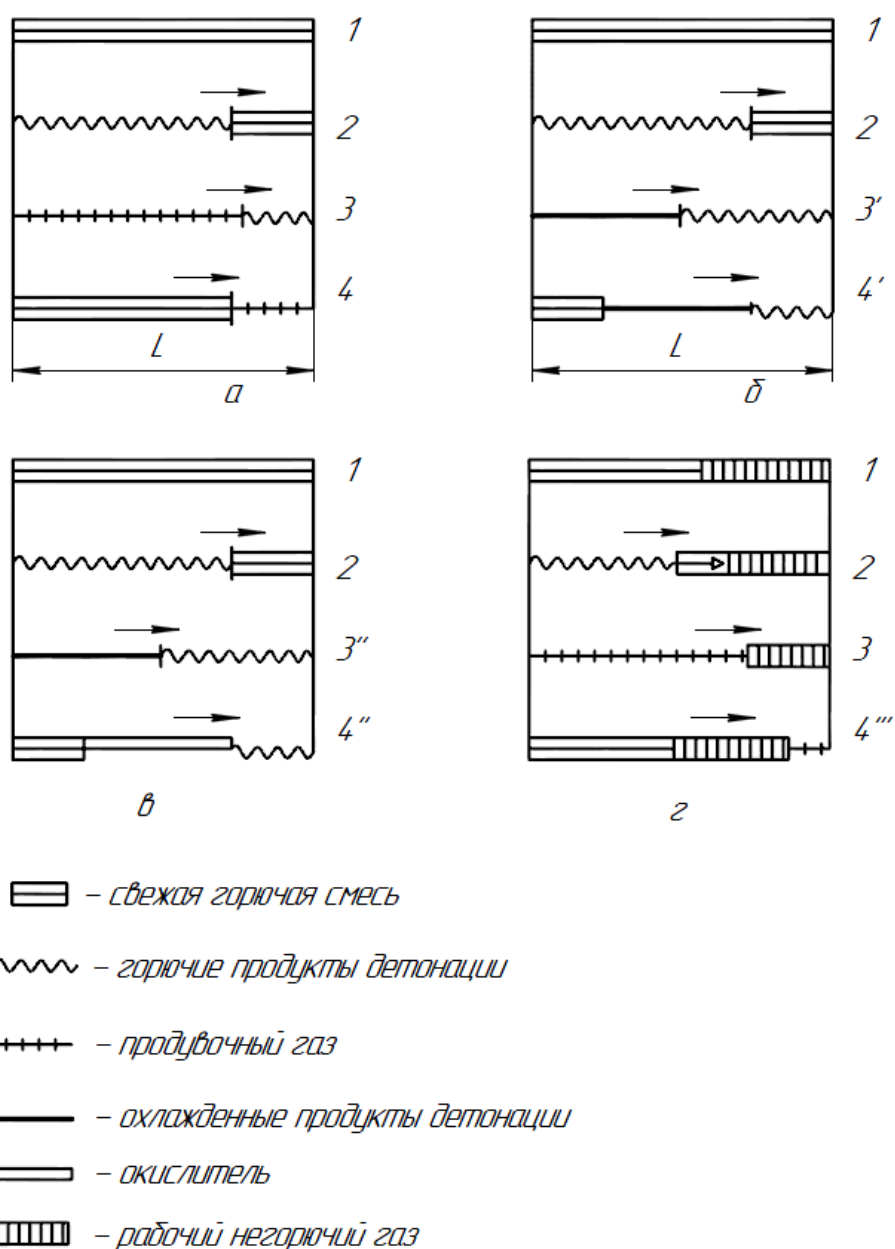 1 1
2 2
3 3'
4 4'
L L
а б
1 1
2 2
3" 3
4" 4'"
в г
– свежая горючая смесь
– горючие продукты детонации
– продувочный газ
– охлажденные продукты детонации
– окислитель
– рабочий негорючий газ